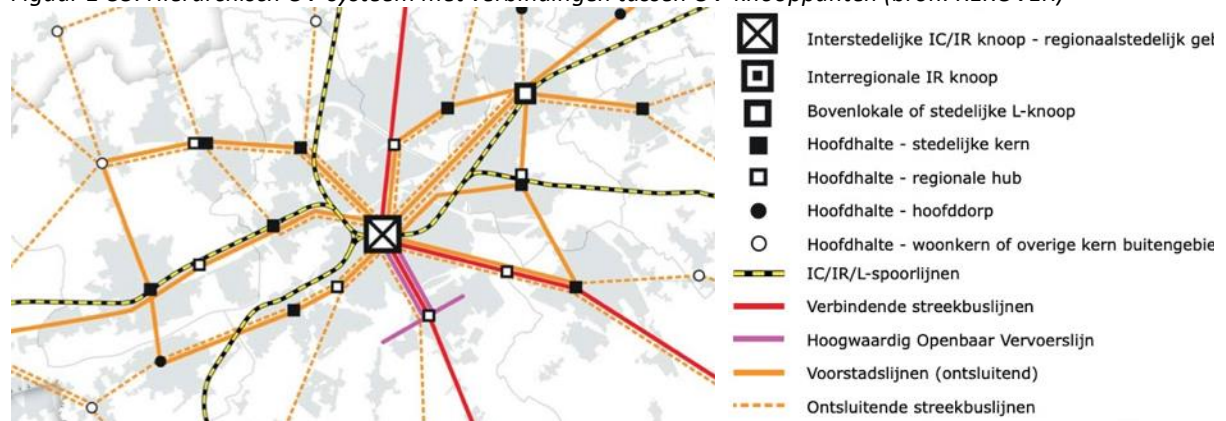 Interstedelijke IC/IR knoop - regionaalstedelijk geb
Interregionale IR knoop
Bovenlokale of stedelijke L-knoop
Hoofdhalte - stedelijke kern
Hoofdhalte - regionale hub
Hoofdhalte - hoofddorp
Hoofdhalte - woonkern of overige kern buitengebie
IC/IR/L-spoorlijnen
Verbindende streekbuslijnen
Hoogwaardig Openbaar Vervoerslijn
Voorstadslijnen (ontsluitend)
Ontsluitende streekbuslijnen